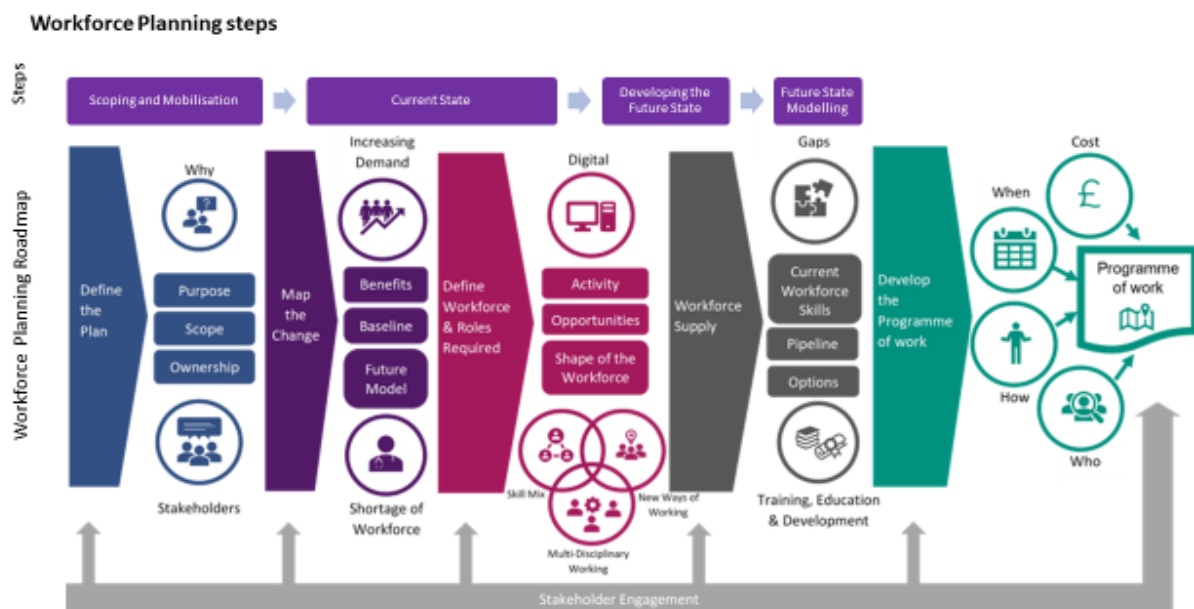 Workforce Planning steps
Steps
Scoping and Mobilisation
Current State
Developing the
Future State
Future State
Modelling
Workforce Planning Roadmap
Define
the
Plan
Why
?
Purpose
Scope
Ownership
Stakeholders
Map
the
Change
Increasing
Demand
Benefits
Baseline
Future
Model
Shortage of
Workforce
Define
Workforce
& Roles
Required
Digital
Activity
Opportunities
Shape of the
Workforce
Skill Mix
New Ways of
Working
Multi-Disciplinary
Working
Workforce
Supply
Gaps
Current
Workforce
Skills
Pipeline
Options
Training, Education
& Development
Develop
the
Programme
of work
Cost
£
When
How
Who
Programme
of work
Stakeholder Engagement